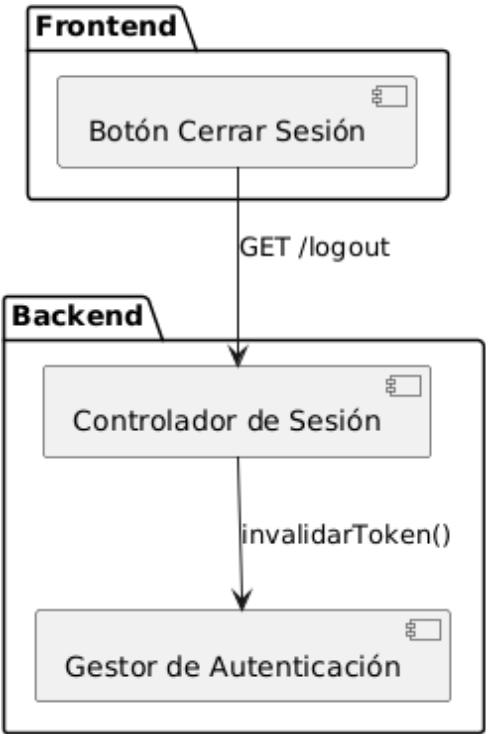 Frontend
Botón Cerrar Sesión
GET /logout
Backend
Controlador de Sesión
invalidarToken()
Gestor de Autenticación